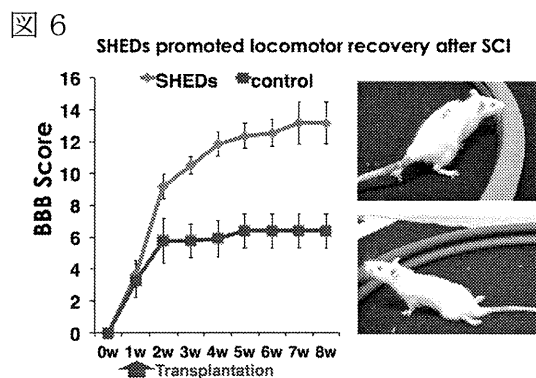 図 6
SHEDs promoted locomotor recovery after SCI
SHEDs control
BBB Score
16
14
12
10
8
6
4
2
0
0w 1w 2w 3w 4w 5w 6w 7w 8w
Transplantation